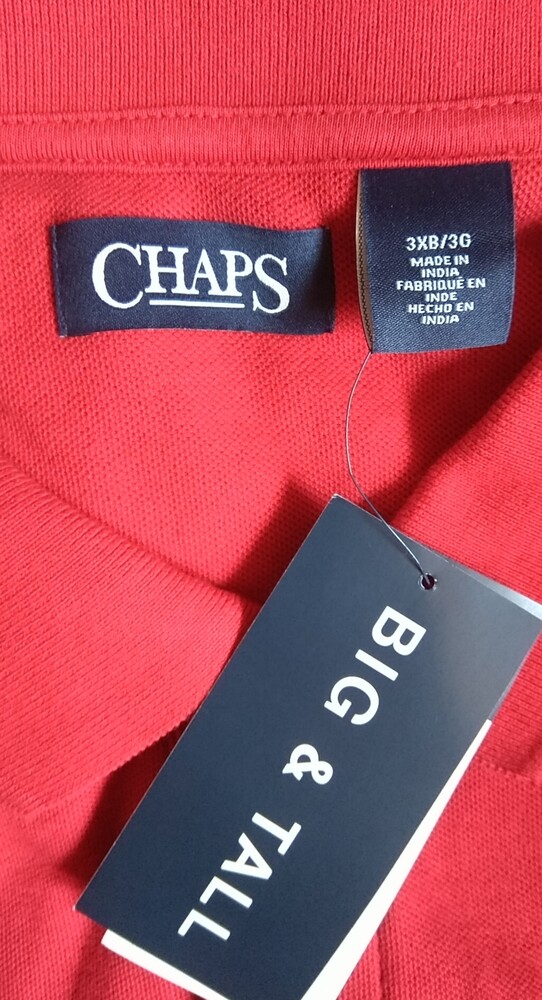 CHAPS
3XB/3G
MADE IN
INDIA
FABRIQUÉ EN
INDE
HECHO EN
INDIA
BIG & TALL